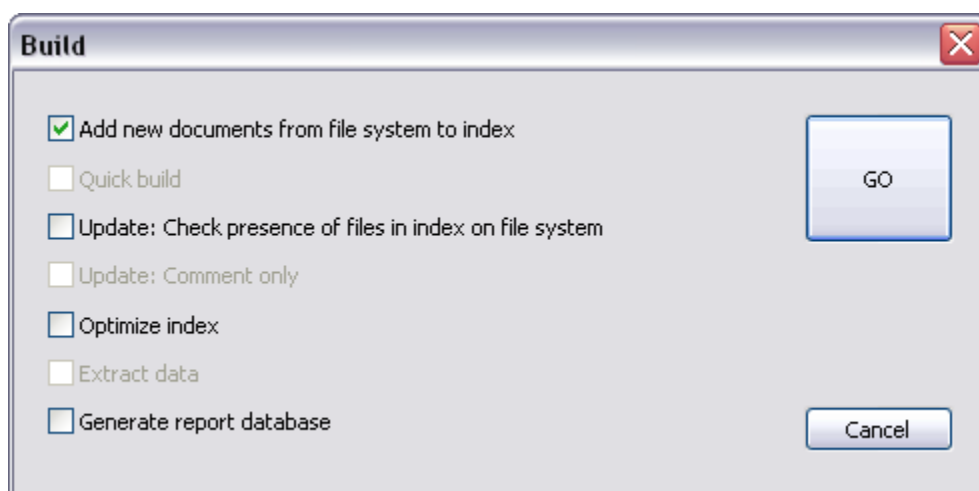 Build
Add new documents from file system to index
Quick build
GO
Update: Check presence of files in index on file system
Update: Comment only
Optimize index
Extract data
Generate report database
Cancel